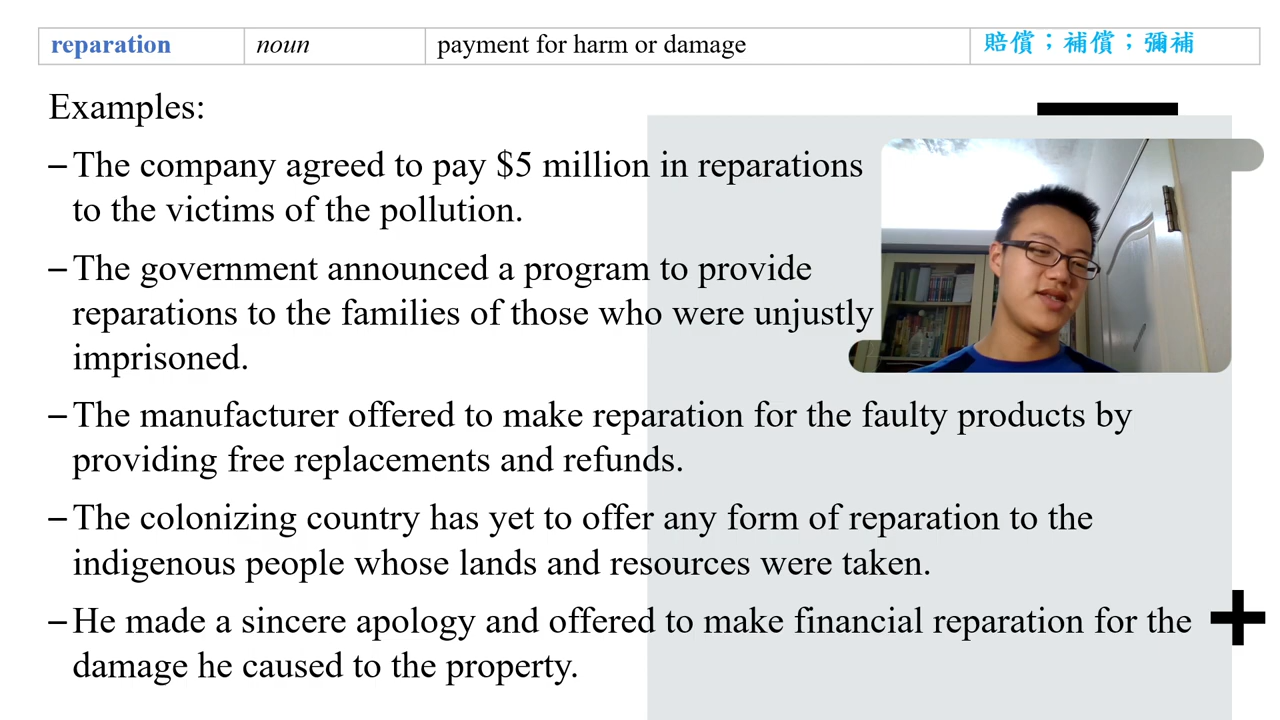 reparation noun payment for harm or damage 賠償；補償；彌補
Examples:
–The company agreed to pay $5 million in reparations
to the victims of the pollution.
–The government announced a program to provide
reparations to the families of those who were unjustly
imprisoned.
–The manufacturer offered to make reparation for the faulty products by
providing free replacements and refunds.
–The colonizing country has yet to offer any form of reparation to the
indigenous people whose lands and resources were taken.
–He made a sincere apology and offered to make financial reparation for the
damage he caused to the property.